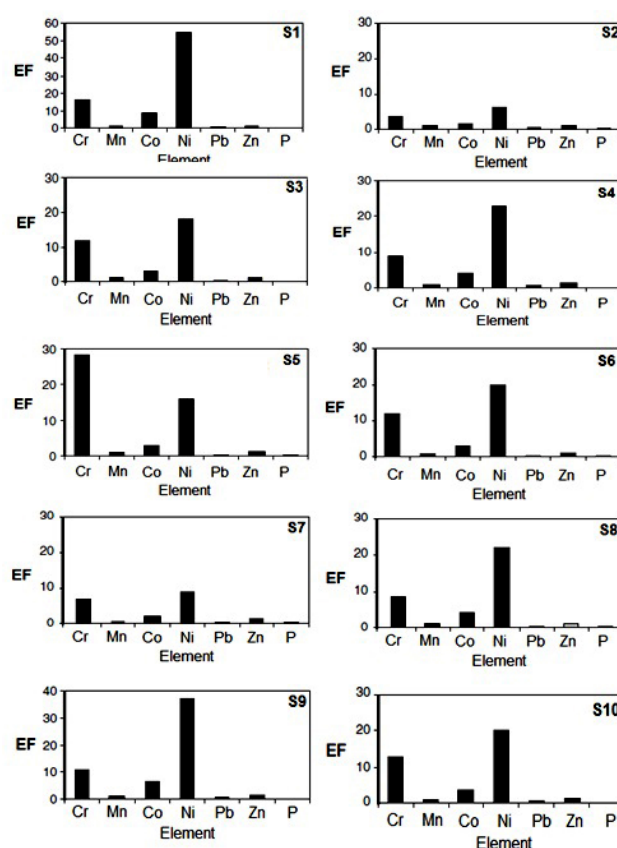 S1
60
50
40
30
20
10
0
EF
Cr Mn Co Ni Pb Zn P
Element
S2
30
20
10
0
EF
Cr Mn Co Ni Pb Zn P
Element
S3
30
20
10
0
EF
Cr Mn Co Ni Pb Zn P
Element
S4
30
20
10
0
EF
Cr Mn Co Ni Pb Zn P
Element
S5
30
20
10
0
EF
Cr Mn Co Ni Pb Zn P
Element
S6
30
20
10
0
EF
Cr Mn Co Ni Pb Zn P
Element
S7
30
20
10
0
EF
Cr Mn Co Ni Pb Zn P
Element
S8
30
20
10
0
EF
Cr Mn Co Ni Pb Zn P
Element
S9
40
30
20
10
0
EF
Cr Mn Co Ni Pb Zn P
Element
S10
30
20
10
0
EF
Cr Mn Co Ni Pb Zn P
Element